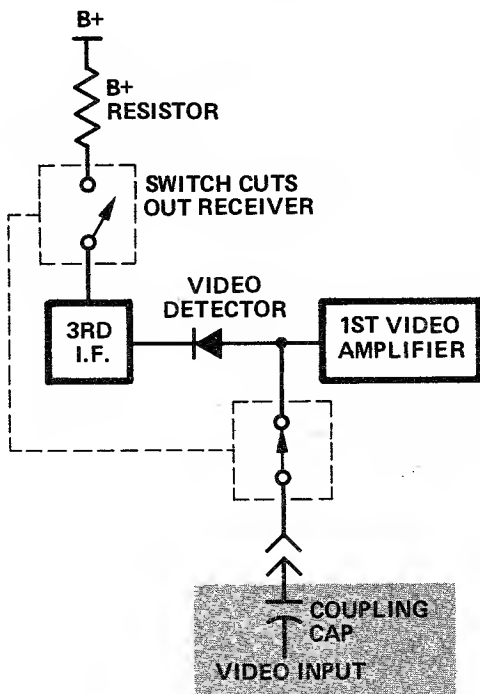 B+
B+
RESISTOR
SWITCH CUTS
OUT RECEIVER
VIDEO
DETECTOR
3RD
I.F.
1ST VIDEO
AMPLIFIER
COUPLING
CAP
VIDEO INPUT